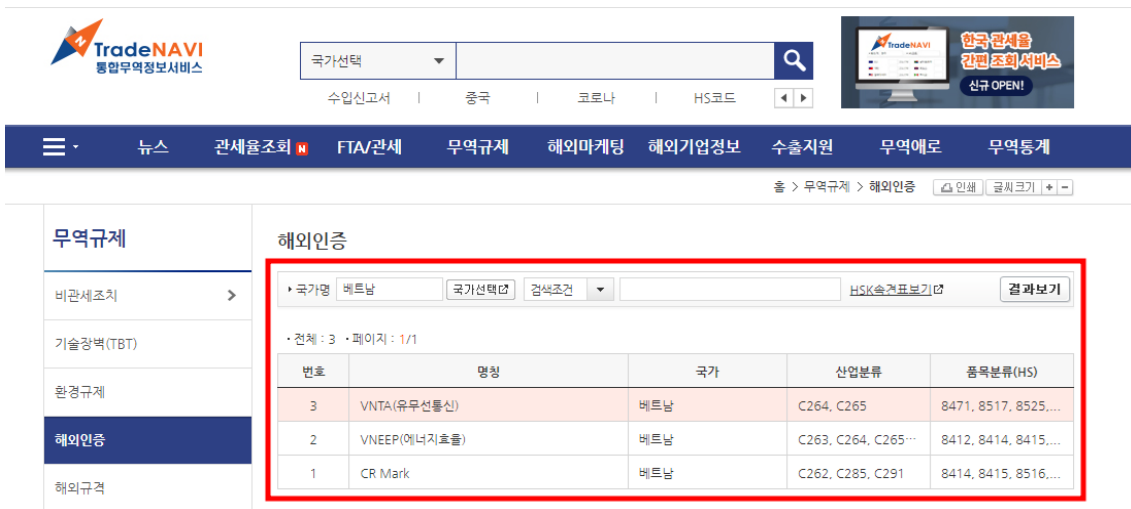 TradeNAVI
통합무역정보서비스
국가선택
수입신고서 | 중국 | 코로나 | HS코드
TradeNAVI
한국 관세율
간편 조회 서비스
신규 OPEN!
뉴스 관세율조회 N FTA/관세 무역규제 해외마케팅 해외기업정보 수출지원 무역애로 무역통계
홈 > 무역규제 > 해외인증 인쇄 글씨크기 + -
무역규제
비관세조치
기술장벽(TBT)
환경규제
해외인증
해외규격
해외인증
국가명 베트남 국가선택 검색조건 HSK속견표보기 결과보기
・전체 : 3 ・페이지 : 1/1
번호 명칭 국가 산업분류 품목분류(HS)
3 VNTA(유무선통신) 베트남 C264, C265 8471, 8517, 8525,...
2 VNEEP(에너지효율) 베트남 C263, C264, C265… 8412, 8414, 8415,...
1 CR Mark 베트남 C262, C285, C291 8414, 8415, 8516,...